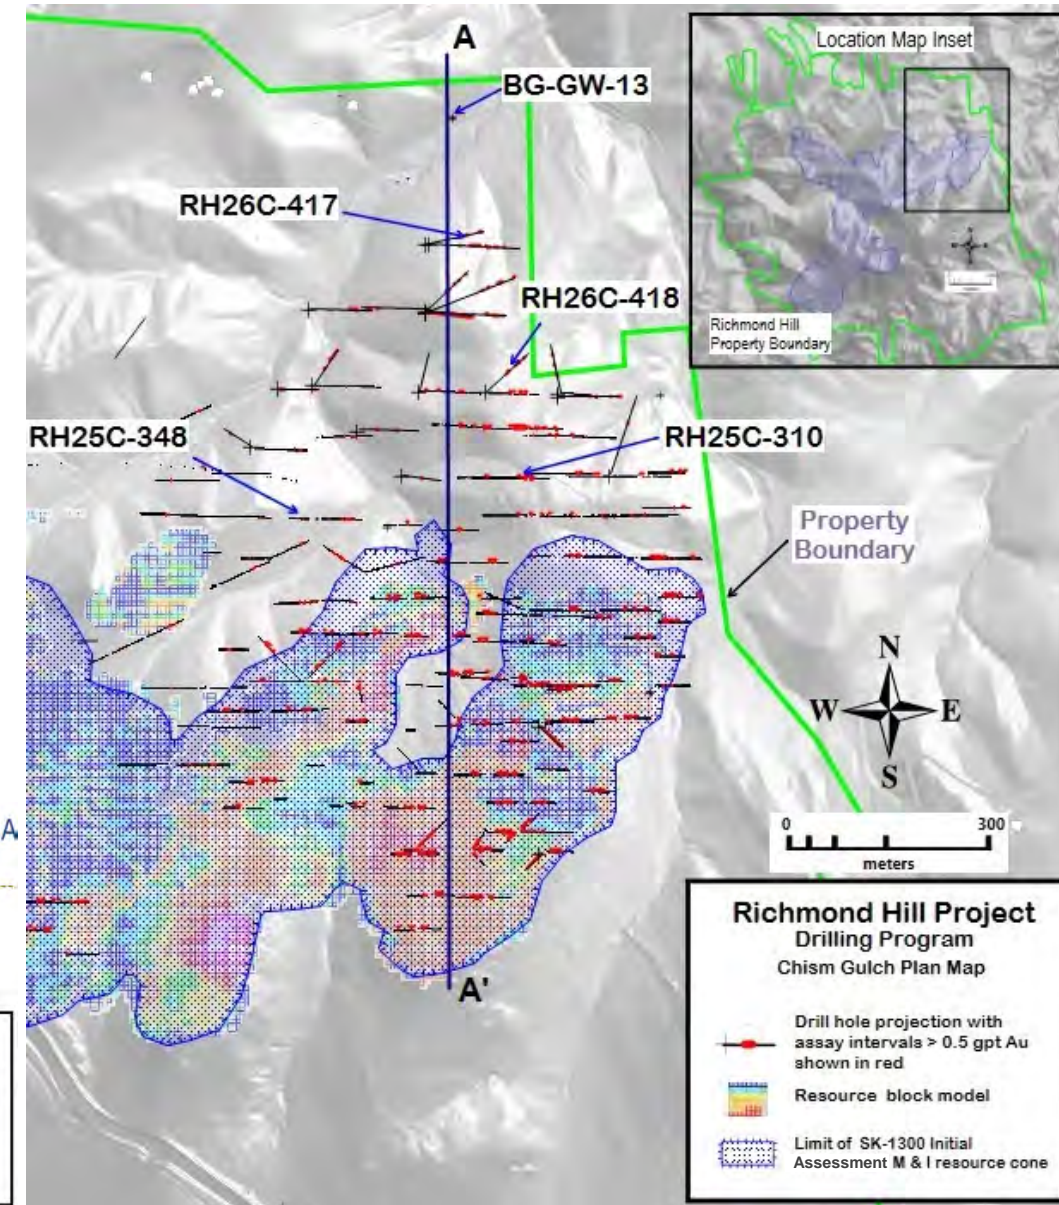 A
BG-GW-13
Location Map Inset
RH26C-417
RH26C-418
Richmond Hill
Property Boundary
RH25C-348
RH25C-310
Property
Boundary
N
W
E
S
A
0
300
meters
A'
Richmond Hill Project
Drilling Program
Chism Gulch Plan Map
Drill hole projection with
assay intervals > 0.5 gpt Au
shown in red
Resource block model
Limit of SK-1300 Initial
Assessment M & I resource cone